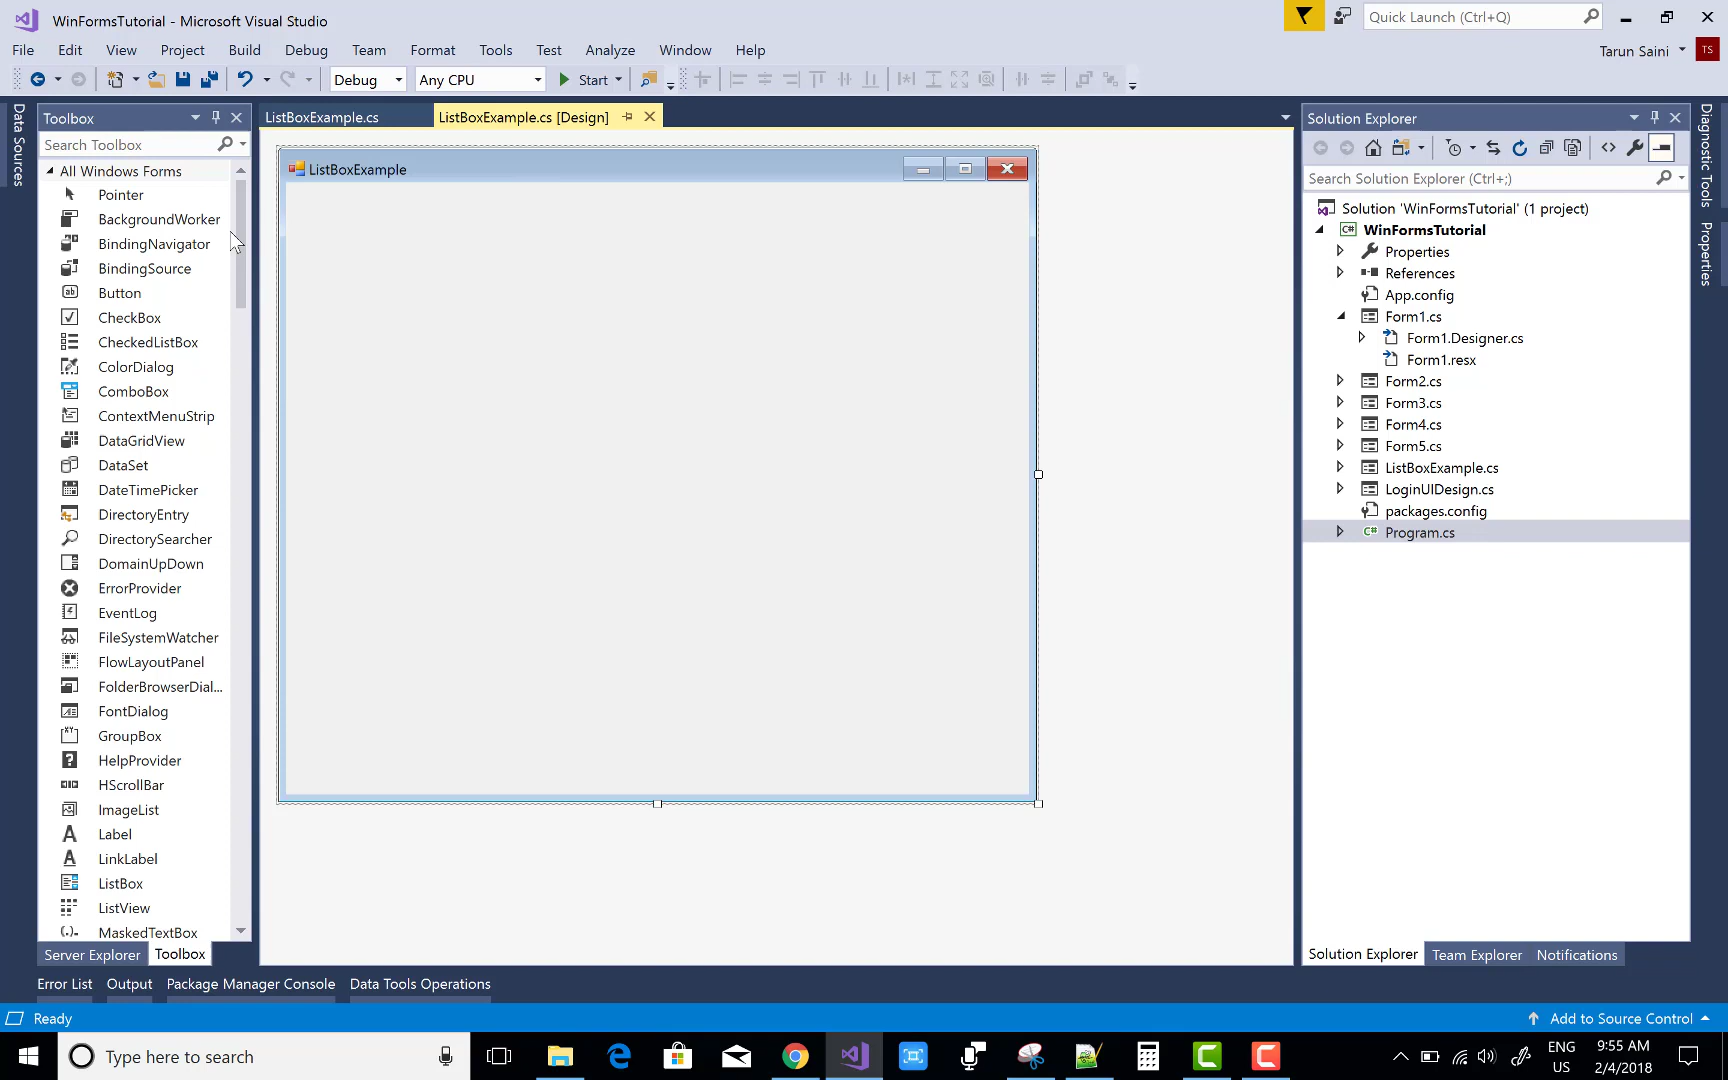 WinFormsTutorial - Microsoft Visual Studio
Quick Launch (Ctrl+Q)
File Edit View Project Build Debug Team Format Tools Test Analyze Window Help
Tarun Saini TS
Debug Any CPU Start
Data Sources
Toolbox
Search Toolbox
All Windows Forms
Pointer
BackgroundWorker
BindingNavigator
BindingSource
Button
CheckBox
CheckedListBox
ColorDialog
ComboBox
ContextMenuStrip
DataGridView
DataSet
DateTimePicker
DirectoryEntry
DirectorySearcher
DomainUpDown
ErrorProvider
EventLog
FileSystemWatcher
FlowLayoutPanel
FolderBrowserDial...
FontDialog
GroupBox
HelpProvider
HScrollBar
ImageList
Label
LinkLabel
ListBox
ListView
MaskedTextBox
Server Explorer Toolbox
ListBoxExample.cs ListBoxExample.cs [Design]
ListBoxExample
Solution Explorer
Search Solution Explorer (Ctrl+;)
Solution 'WinFormsTutorial' (1 project)
C# WinFormsTutorial
Properties
References
App.config
Form1.cs
Form1.Designer.cs
Form1.resx
Form2.cs
Form3.cs
Form4.cs
Form5.cs
ListBoxExample.cs
LoginUIDesign.cs
packages.config
C# Program.cs
Solution Explorer Team Explorer Notifications
Diagnostic Tools
Properties
Error List Output Package Manager Console Data Tools Operations
Ready
Add to Source Control
Type here to search
ENG
US
9:55 AM
2/4/2018